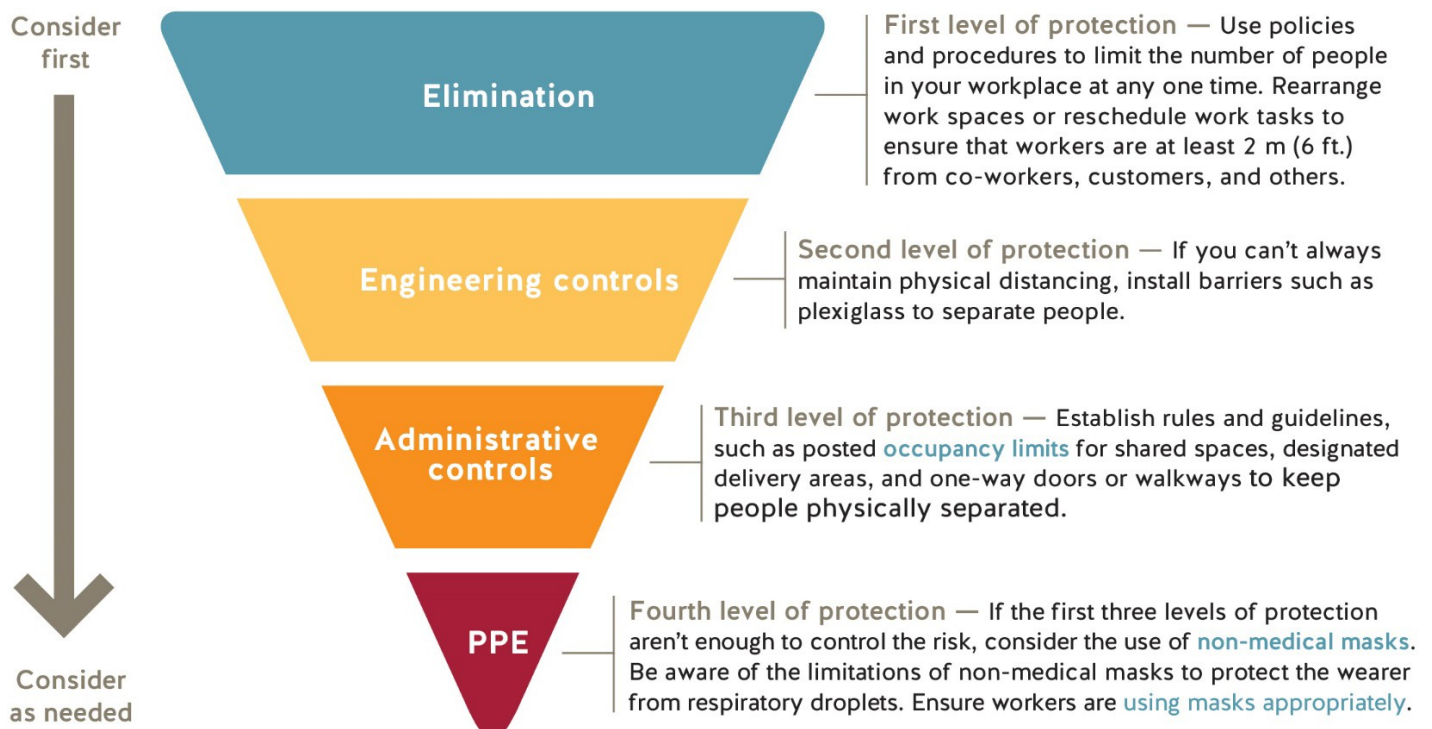 Consider
first
Elimination
First level of protection — Use policies
and procedures to limit the number of people
in your workplace at any one time. Rearrange
work spaces or reschedule work tasks to
ensure that workers are at least 2 m (6 ft.)
from co-workers, customers, and others.
Engineering controls
Second level of protection — If you can’t always
maintain physical distancing, install barriers such as
plexiglass to separate people.
Administrative
controls
Third level of protection — Establish rules and guidelines,
such as posted occupancy limits for shared spaces, designated
delivery areas, and one-way doors or walkways to keep
people physically separated.
PPE
Fourth level of protection — If the first three levels of protection
aren’t enough to control the risk, consider the use of non-medical masks.
Be aware of the limitations of non-medical masks to protect the wearer
from respiratory droplets. Ensure workers are using masks appropriately.
Consider
as needed